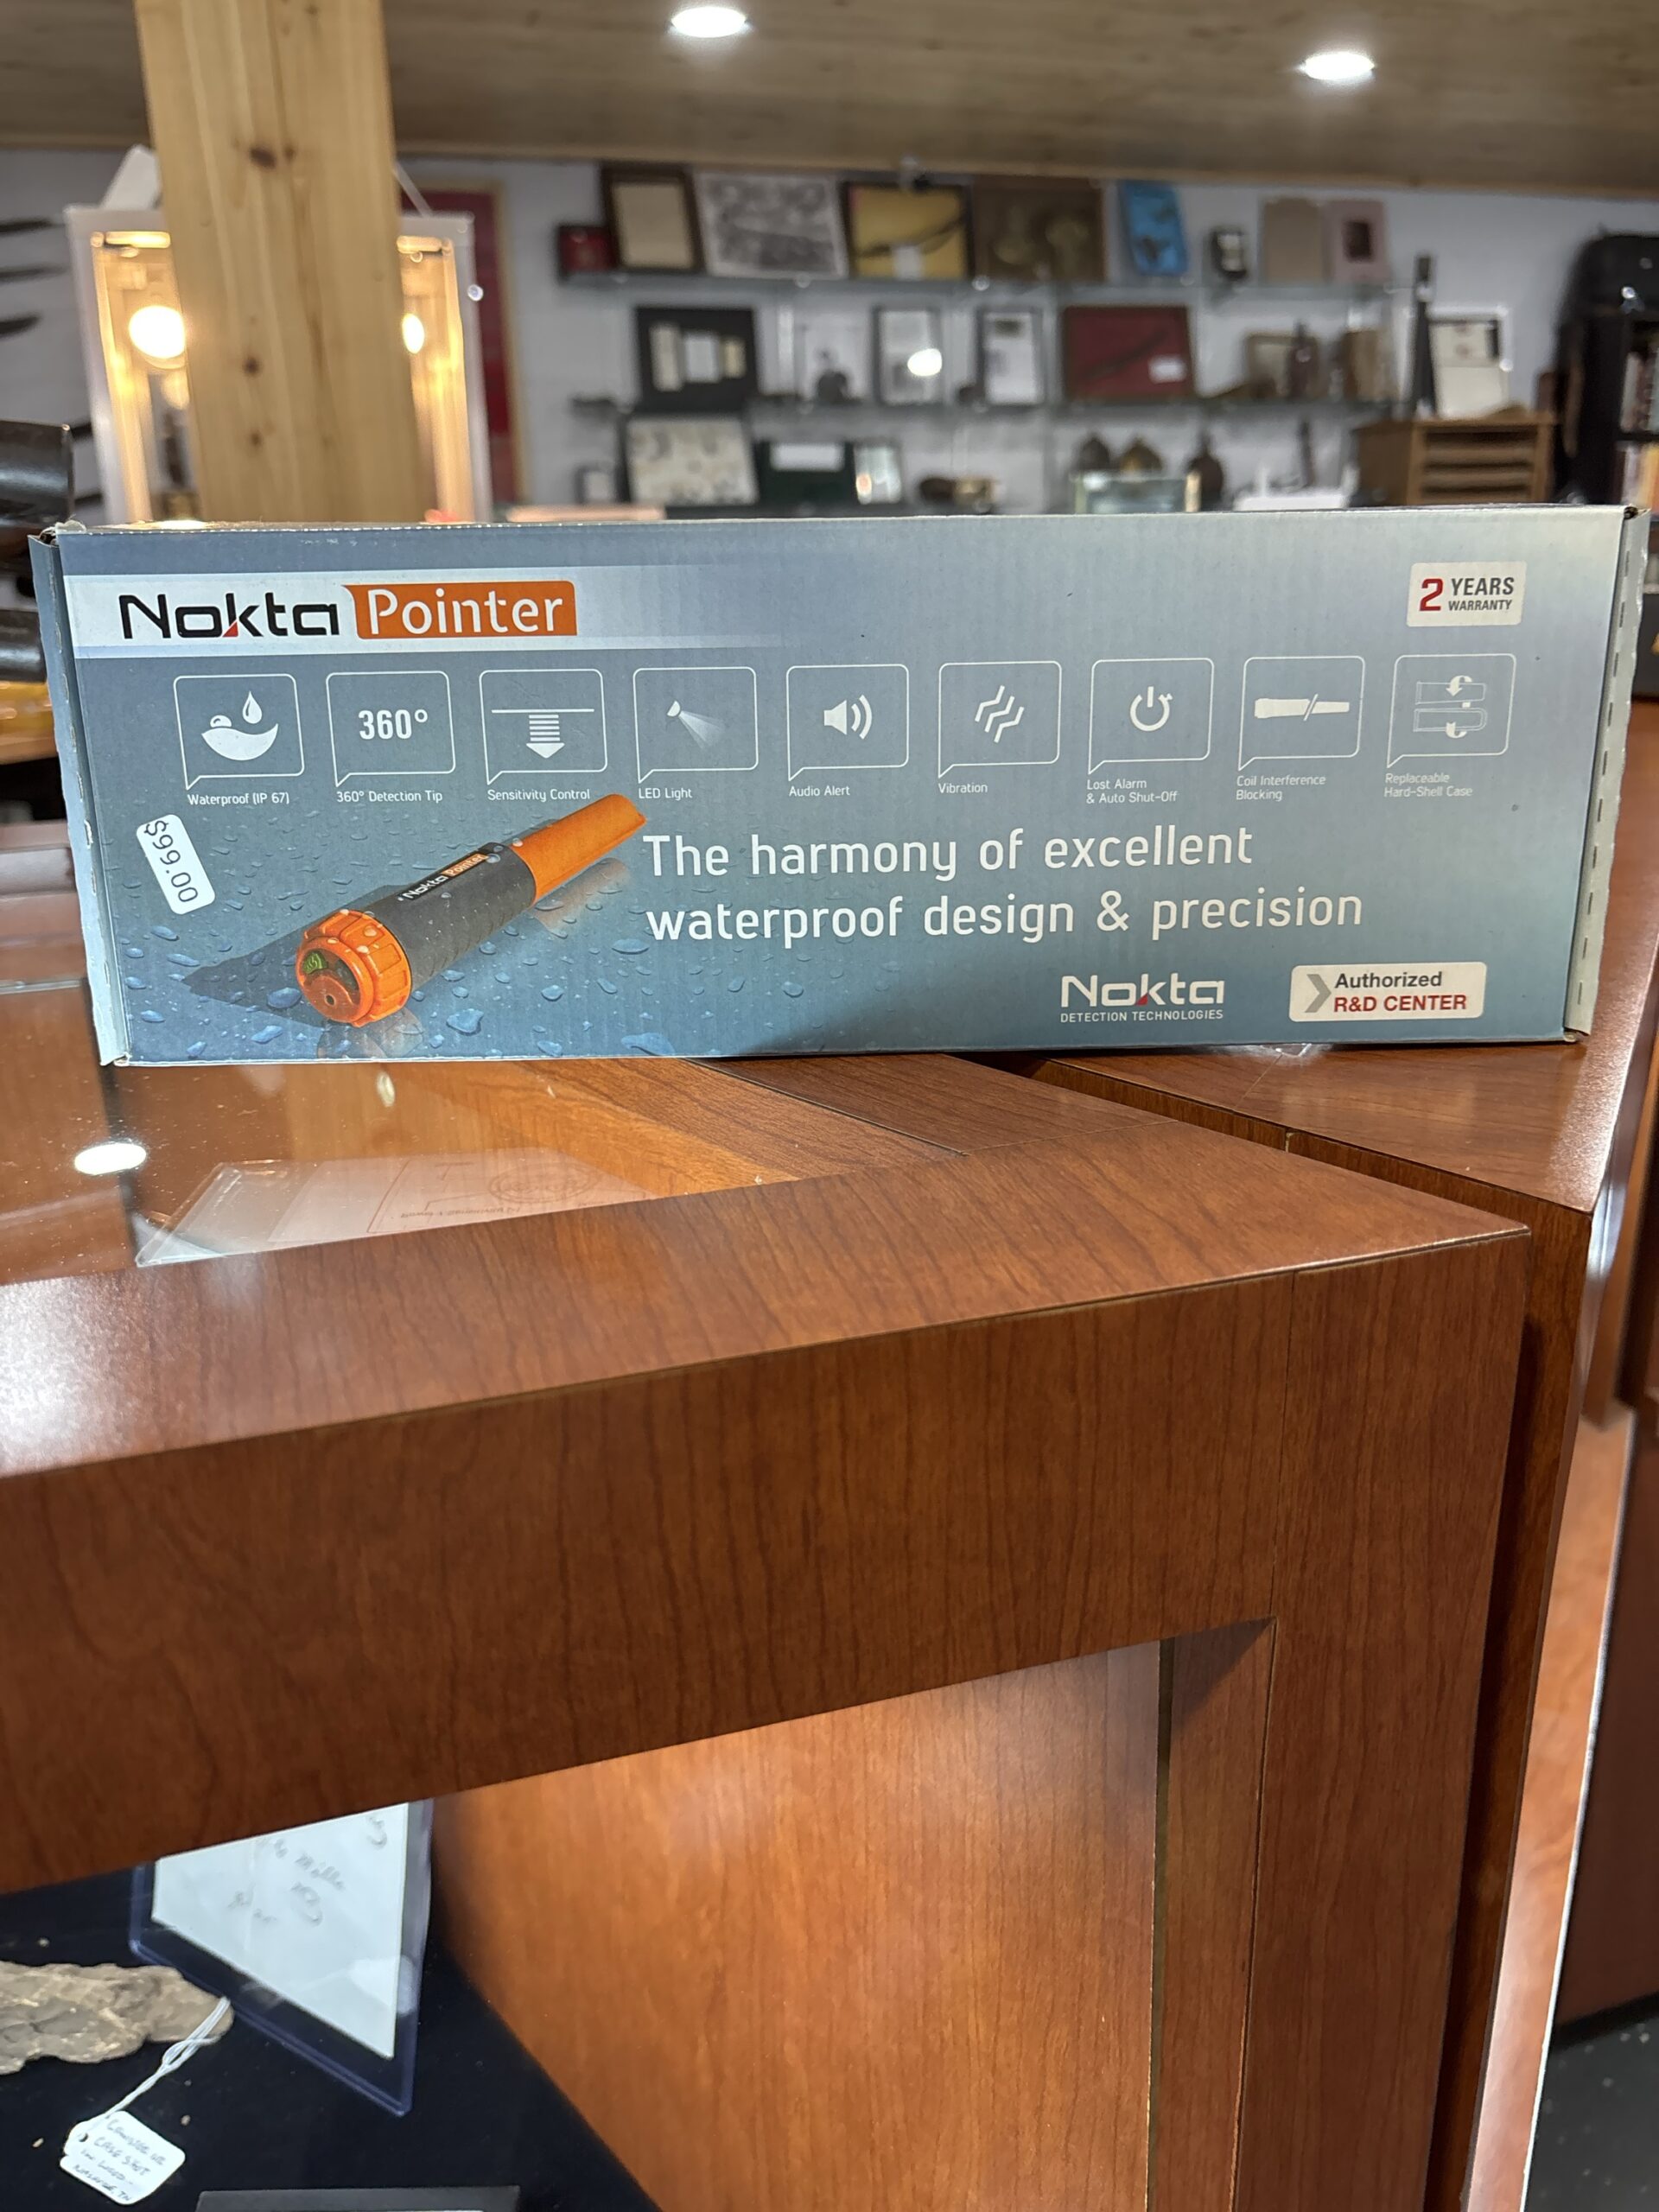 Nokta Pointer
2 YEARS
WARRANTY
360°
Waterproof (IP 67)
360° Detection Tip
Sensitivity Control
LED Light
Audio Alert
Vibration
Lost Alarm
& Auto Shut-Off
Coil Interference
Blocking
Replaceable
Hard-Shell Case
Nokta Pointer
The harmony of excellent
waterproof design & precision
Nokta
DETECTION TECHNOLOGIES
Authorized
R&D CENTER